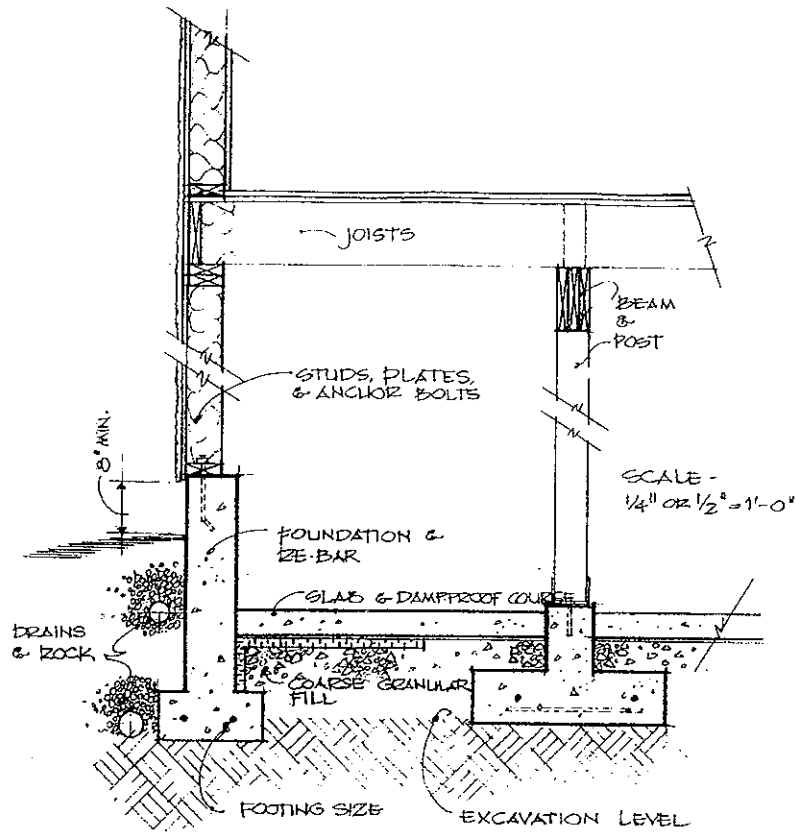 JOISTS
BEAM
&
POST
STUDS, PLATES,
& ANCHOR BOLTS
8" MIN.
SCALE -
1/4" OR 1/2" = 1'-0"
FOUNDATION &
RE-BAR
SLAB & DAMPPROOF COURSE
DRAINS
& ROCK
COARSE GRANULAR
FILL
FOOTING SIZE
EXCAVATION LEVEL